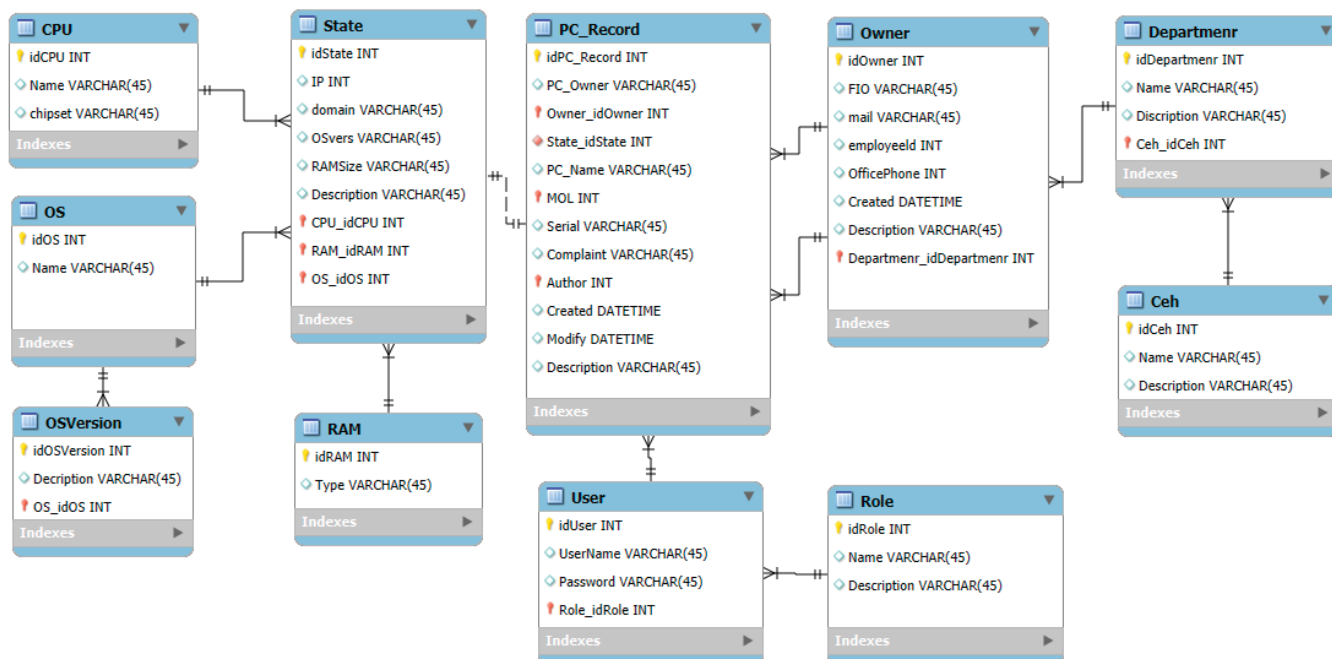 CPU
idCPU INT
Name VARCHAR(45)
chipset VARCHAR(45)
Indexes
State
idState INT
IP INT
domain VARCHAR(45)
OSvers VARCHAR(45)
RAMSize VARCHAR(45)
Description VARCHAR(45)
CPU_idCPU INT
RAM_idRAM INT
OS_idOS INT
Indexes
PC_Record
idPC_Record INT
PC_Owner VARCHAR(45)
Owner_idOwner INT
State_idState INT
PC_Name VARCHAR(45)
MOL INT
Serial VARCHAR(45)
Complaint VARCHAR(45)
Author INT
Created DATETIME
Modify DATETIME
Description VARCHAR(45)
Indexes
Owner
idOwner INT
FIO VARCHAR(45)
mail VARCHAR(45)
employeeId INT
OfficePhone INT
Created DATETIME
Description VARCHAR(45)
Departmenr_idDepartmenr INT
Indexes
Departmenr
idDepartmenr INT
Name VARCHAR(45)
Discription VARCHAR(45)
Ceh_idCeh INT
Indexes
OS
idOS INT
Name VARCHAR(45)
Indexes
Ceh
idCeh INT
Name VARCHAR(45)
Description VARCHAR(45)
Indexes
OSVersion
idOSVersion INT
Decription VARCHAR(45)
OS_idOS INT
Indexes
RAM
idRAM INT
Type VARCHAR(45)
Indexes
User
idUser INT
UserName VARCHAR(45)
Password VARCHAR(45)
Role_idRole INT
Indexes
Role
idRole INT
Name VARCHAR(45)
Description VARCHAR(45)
Indexes